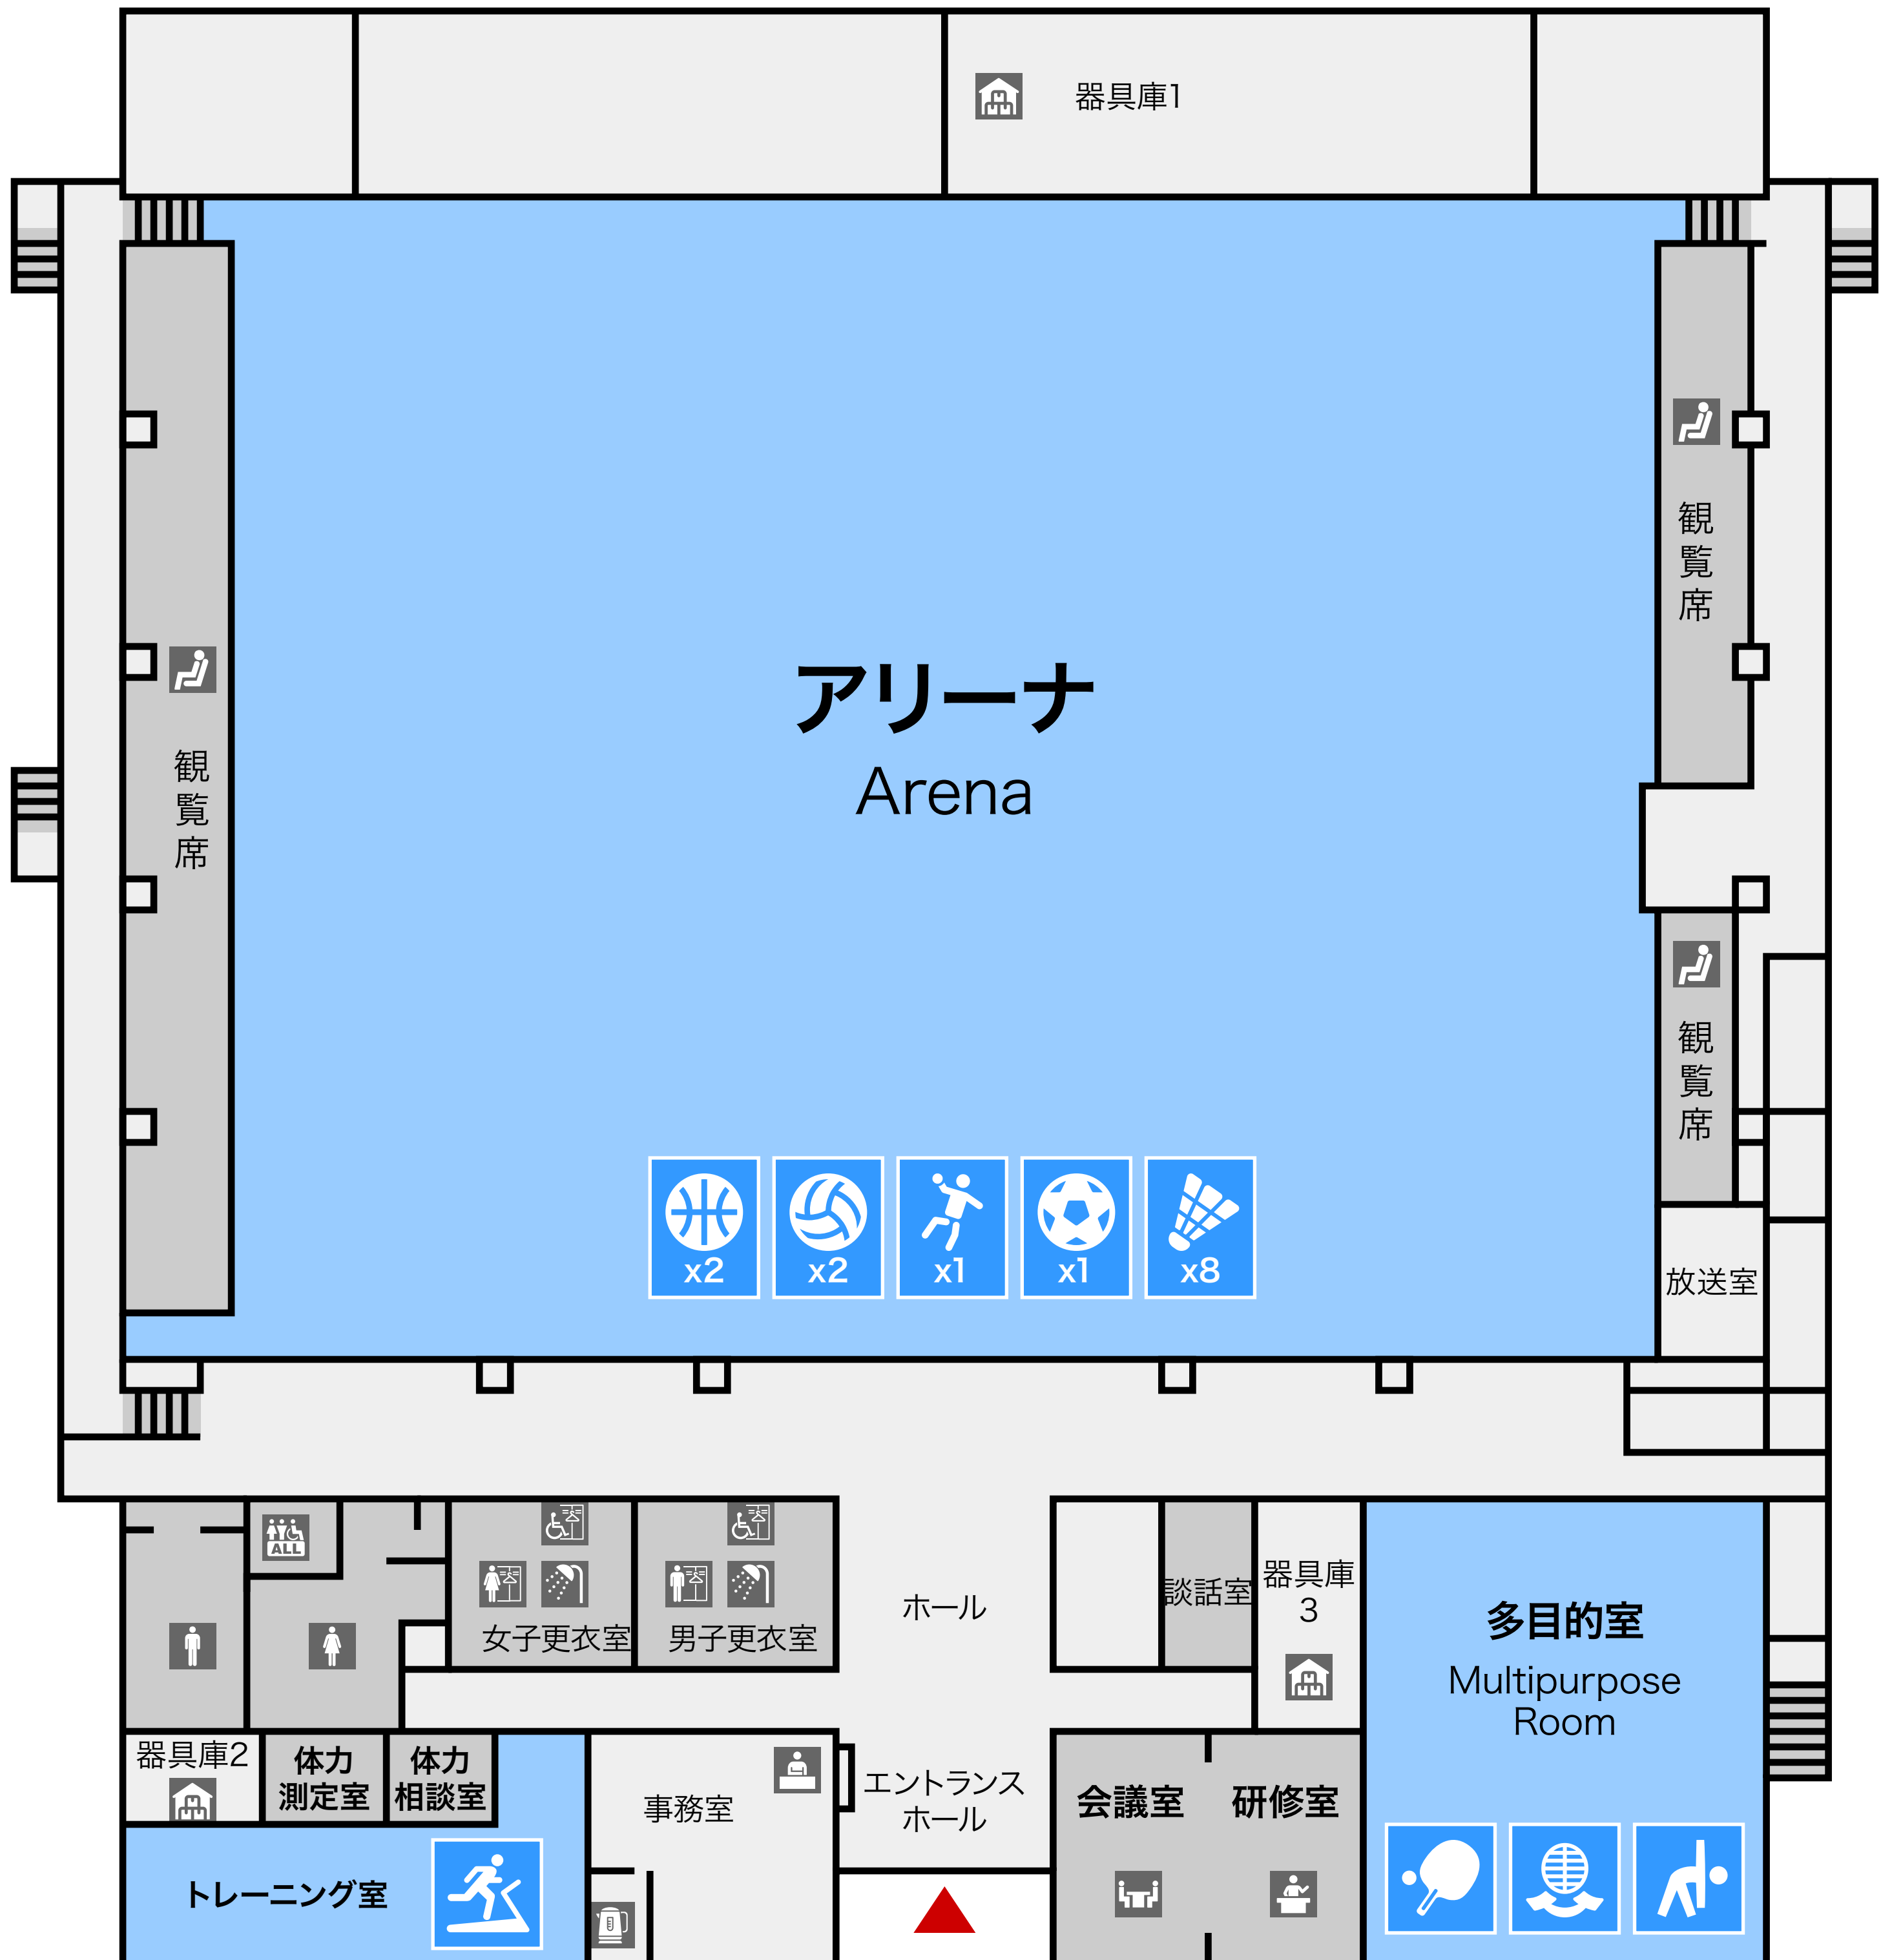 器具庫1
観覧席
観覧席
アリーナ
Arena
観覧席
x2
x2
x1
x1
x8
放送室
ALL
女子更衣室
男子更衣室
ホール
談話室
器具庫
3
多目的室
Multipurpose
Room
器具庫2
体力
測定室
体力
相談室
事務室
エントランス
ホール
会議室
研修室
トレーニング室